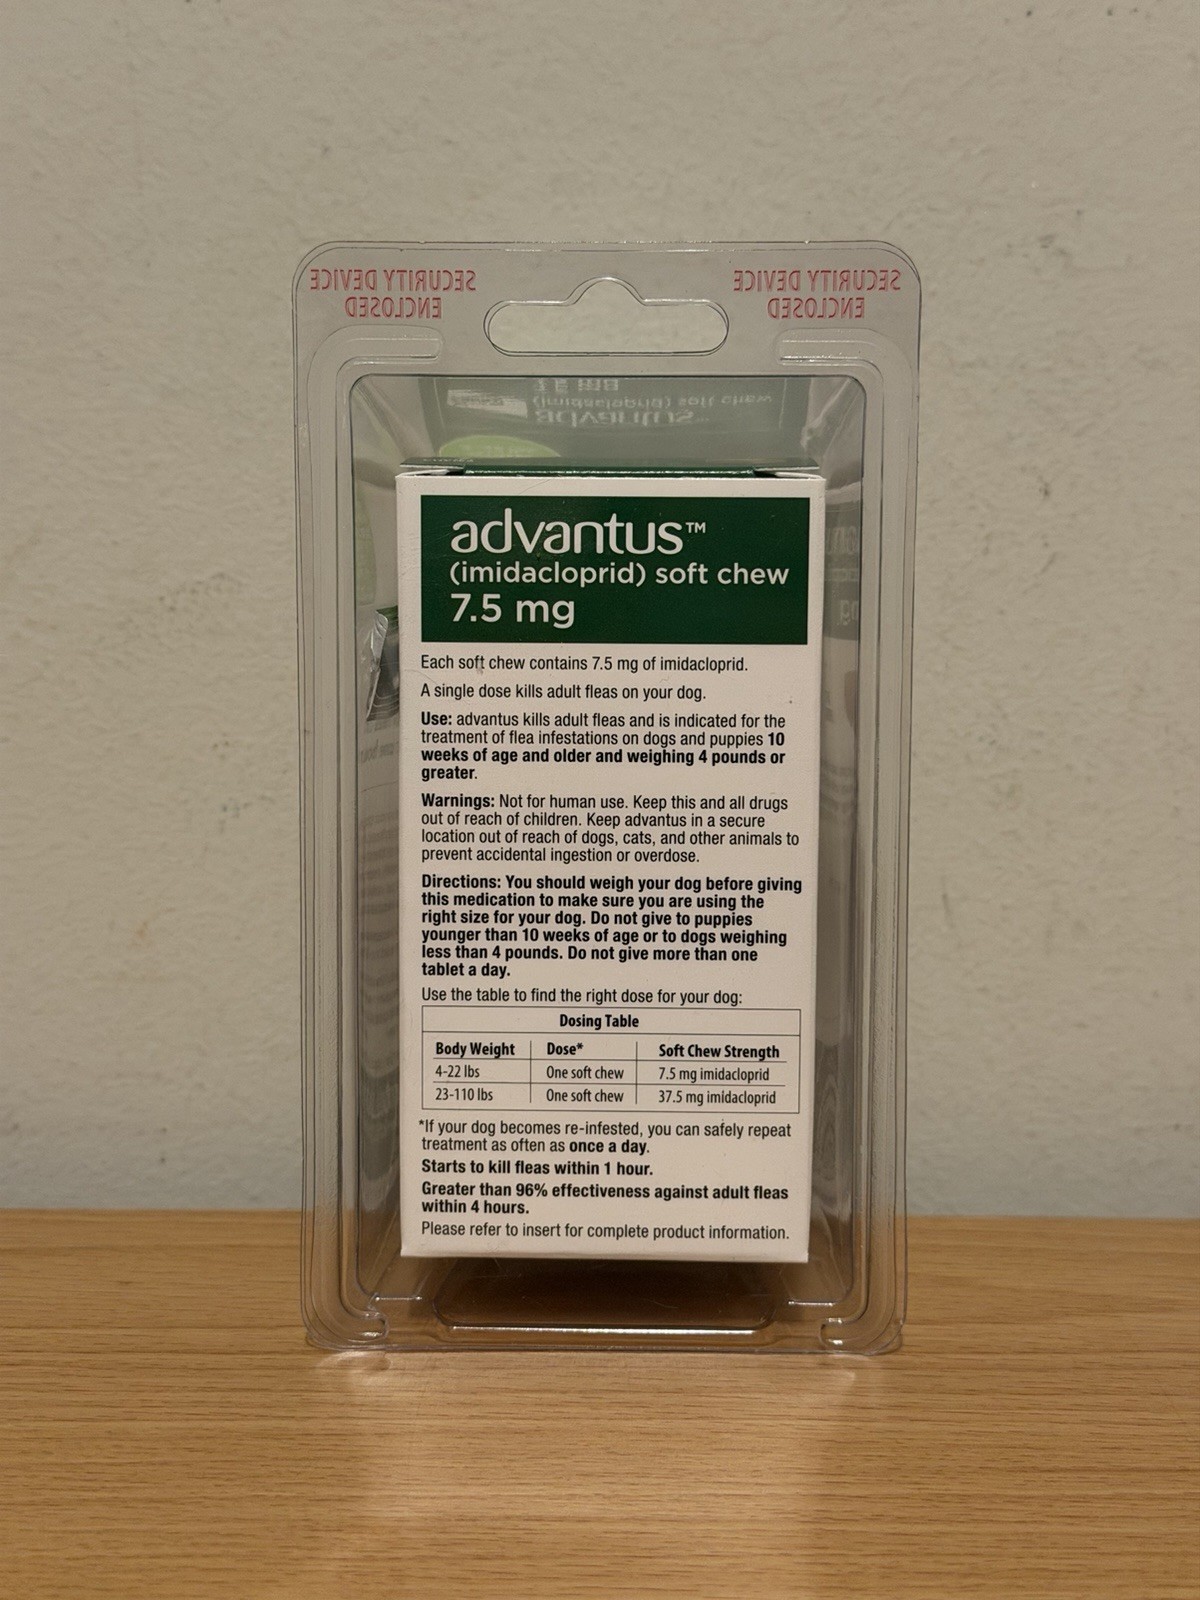 SECURITY DEVICE
ENCLOSED
SECURITY DEVICE
ENCLOSED
7.5 mg
(imidacloprid) soft chew
advantus™
advantus™
(imidacloprid) soft chew
7.5 mg
Each soft chew contains 7.5 mg of imidacloprid.
A single dose kills adult fleas on your dog.
Use: advantus kills adult fleas and is indicated for the
treatment of flea infestations on dogs and puppies 10
weeks of age and older and weighing 4 pounds or
greater.
Warnings: Not for human use. Keep this and all drugs
out of reach of children. Keep advantus in a secure
location out of reach of dogs, cats, and other animals to
prevent accidental ingestion or overdose.
Directions: You should weigh your dog before giving
this medication to make sure you are using the
right size for your dog. Do not give to puppies
younger than 10 weeks of age or to dogs weighing
less than 4 pounds. Do not give more than one
tablet a day.
Use the table to find the right dose for your dog:
Dosing Table
Body Weight Dose* Soft Chew Strength
4-22 lbs One soft chew 7.5 mg imidacloprid
23-110 lbs One soft chew 37.5 mg imidacloprid
*If your dog becomes re-infested, you can safely repeat
treatment as often as once a day.
Starts to kill fleas within 1 hour.
Greater than 96% effectiveness against adult fleas
within 4 hours.
Please refer to insert for complete product information.